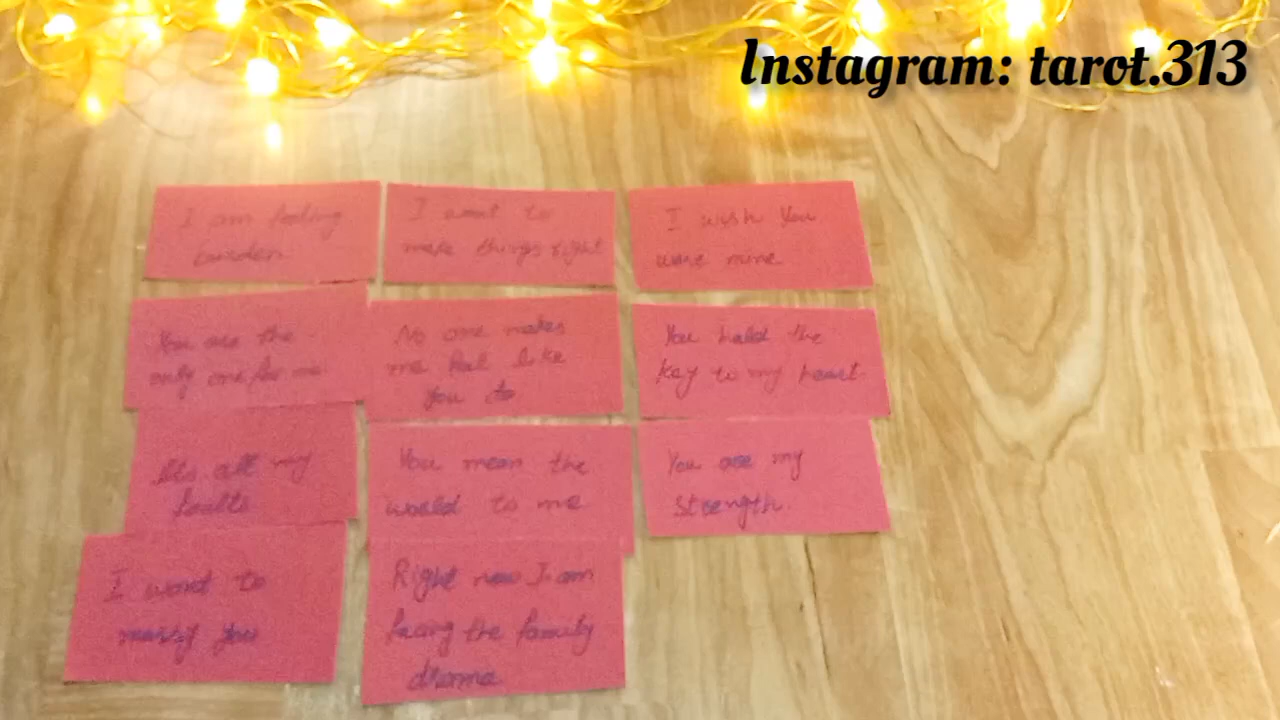 Instagram: tarot.313
I am feeling
burden
I want to
make things right
I wish you
were mine
You are the
only one for me
No one makes
me feel like
you do
You hold the
key to my heart
Its all my
faults
You mean the
world to me
You are my
strength.
I want to
marry you
Right now I am
facing the family
drama